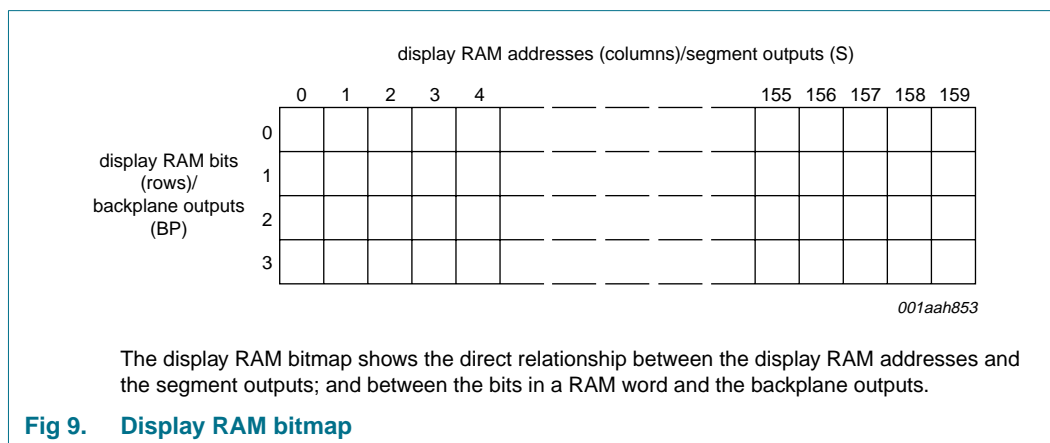 display RAM addresses (columns)/segment outputs (S)
0 1 2 3 4 155 156 157 158 159
0
display RAM bits
1
(rows)/
backplane outputs
2
(BP)
3
001aah853
The display RAM bitmap shows the direct relationship between the display RAM addresses and
the segment outputs; and between the bits in a RAM word and the backplane outputs.
Fig 9. Display RAM bitmap